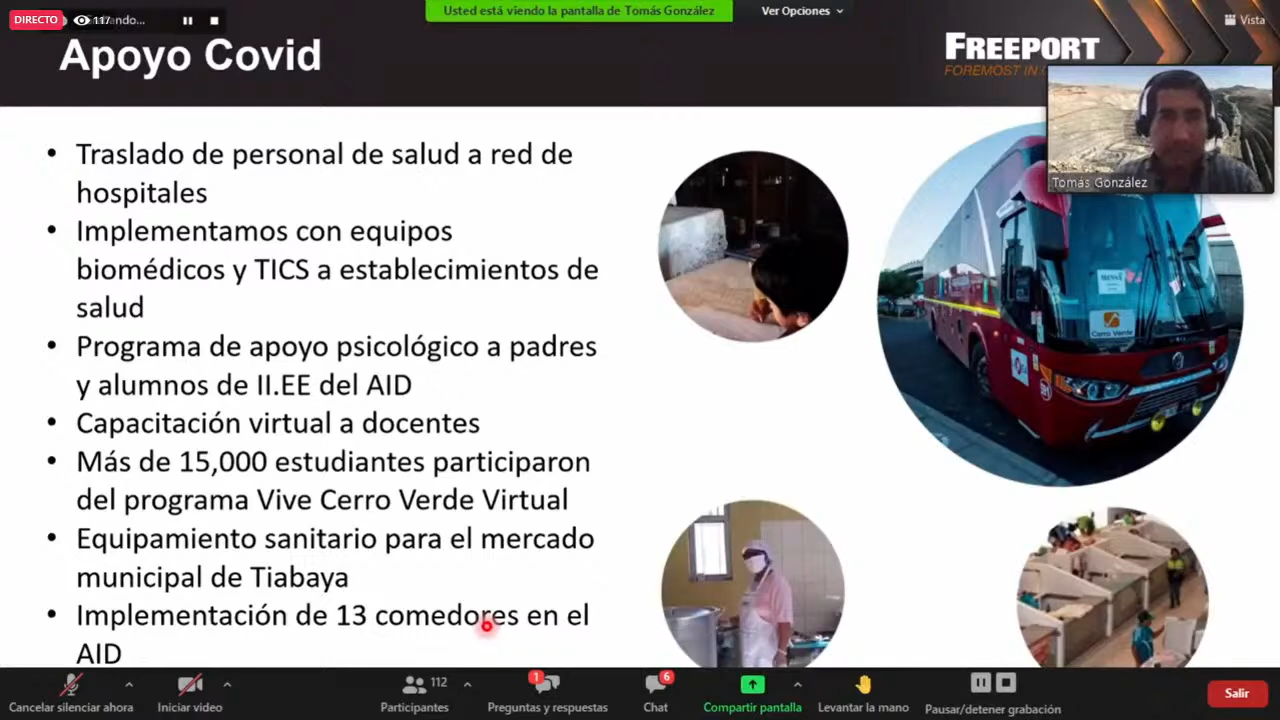 DIRECTO
117
ando...
Usted está viendo la pantalla de Tomás González
Ver Opciones
Vista
Apoyo Covid
FREEPORT
FOREMOST IN
Tomás González
• Traslado de personal de salud a red de
hospitales
• Implementamos con equipos
biomédicos y TICS a establecimientos de
salud
• Programa de apoyo psicológico a padres
y alumnos de II.EE del AID
• Capacitación virtual a docentes
• Más de 15,000 estudiantes participaron
del programa Vive Cerro Verde Virtual
• Equipamiento sanitario para el mercado
municipal de Tiabaya
• Implementación de 13 comedores en el
AID
Cerro Verde
Cancelar silenciar ahora
Iniciar video
112
Participantes
1
Preguntas y respuestas
6
Chat
Compartir pantalla
Levantar la mano
Pausar/detener grabación
Salir